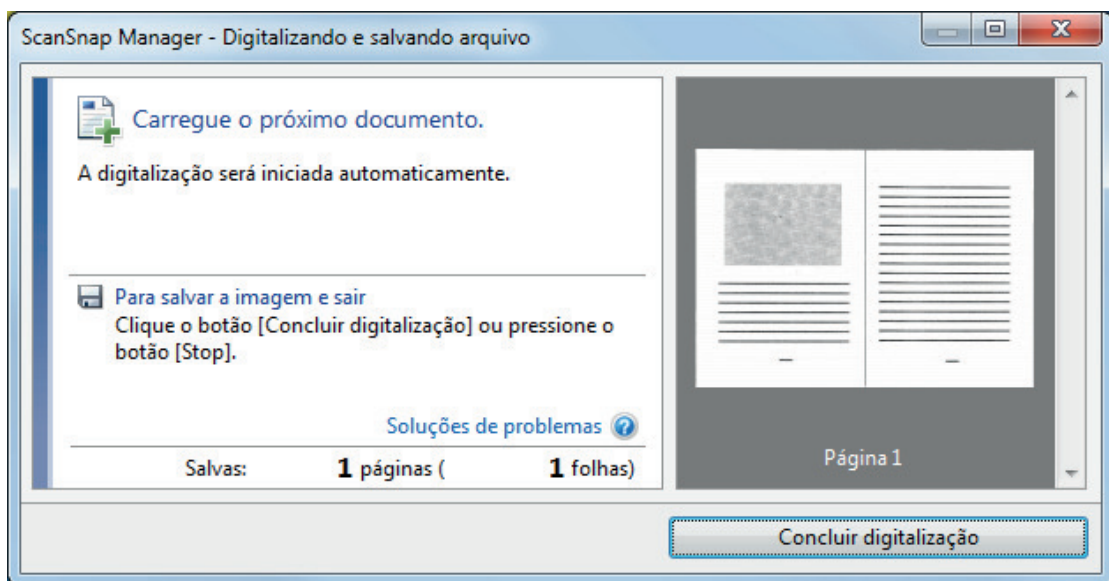 ScanSnap Manager - Digitalizando e salvando arquivo
Carregue o próximo documento.
A digitalização será iniciada automaticamente.
Para salvar a imagem e sair
Clique o botão [Concluir digitalização] ou pressione o
botão [Stop].
Soluções de problemas
Salvas: 1 páginas ( 1 folhas)
Página 1
Concluir digitalização